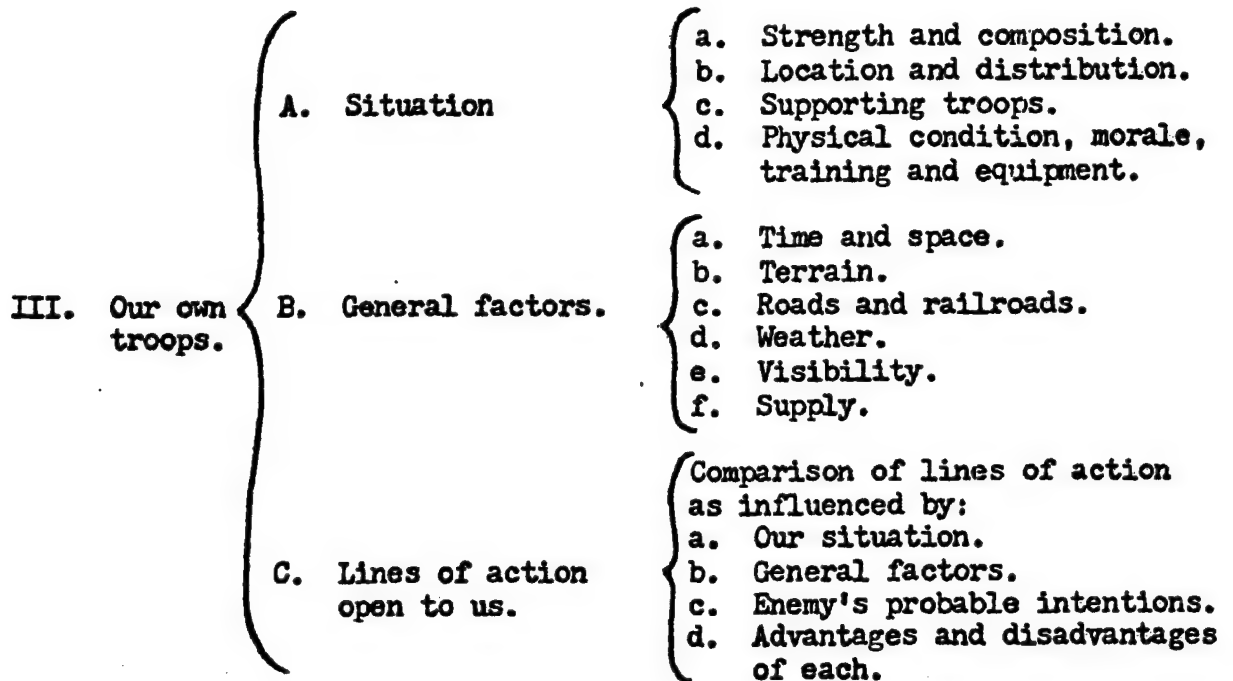 a. Strength and composition.
b. Location and distribution.
A. Situation
c. Supporting troops.
d. Physical condition, morale,
training and equipment.
a. Time and space.
b. Terrain.
III. Our own
troops.
B. General factors.
c. Roads and railroads.
d. Weather.
e. Visibility.
f. Supply.
Comparison of lines of action
as influenced by:
a. Our situation.
C. Lines of action
open to us.
b. General factors.
c. Enemy's probable intentions.
d. Advantages and disadvantages
of each.